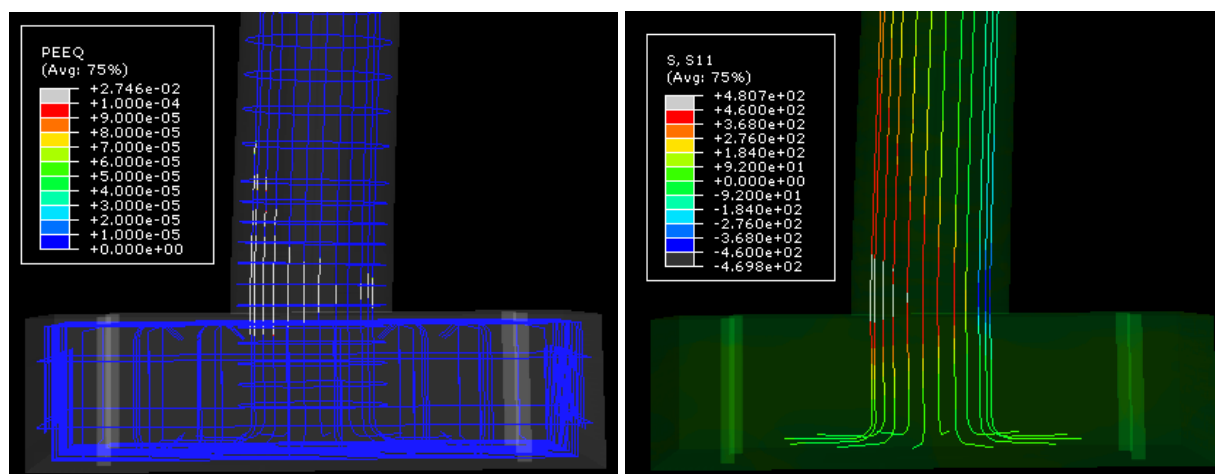 PEEQ
(Avg: 75%)
+2.746e-02
+1.000e-04
+9.000e-05
+8.000e-05
+7.000e-05
+6.000e-05
+5.000e-05
+4.000e-05
+3.000e-05
+2.000e-05
+1.000e-05
+0.000e+00
S, S11
(Avg: 75%)
+4.807e+02
+4.600e+02
+3.680e+02
+2.760e+02
+1.840e+02
+9.200e+01
+0.000e+00
-9.200e+01
-1.840e+02
-2.760e+02
-3.680e+02
-4.600e+02
-4.698e+02